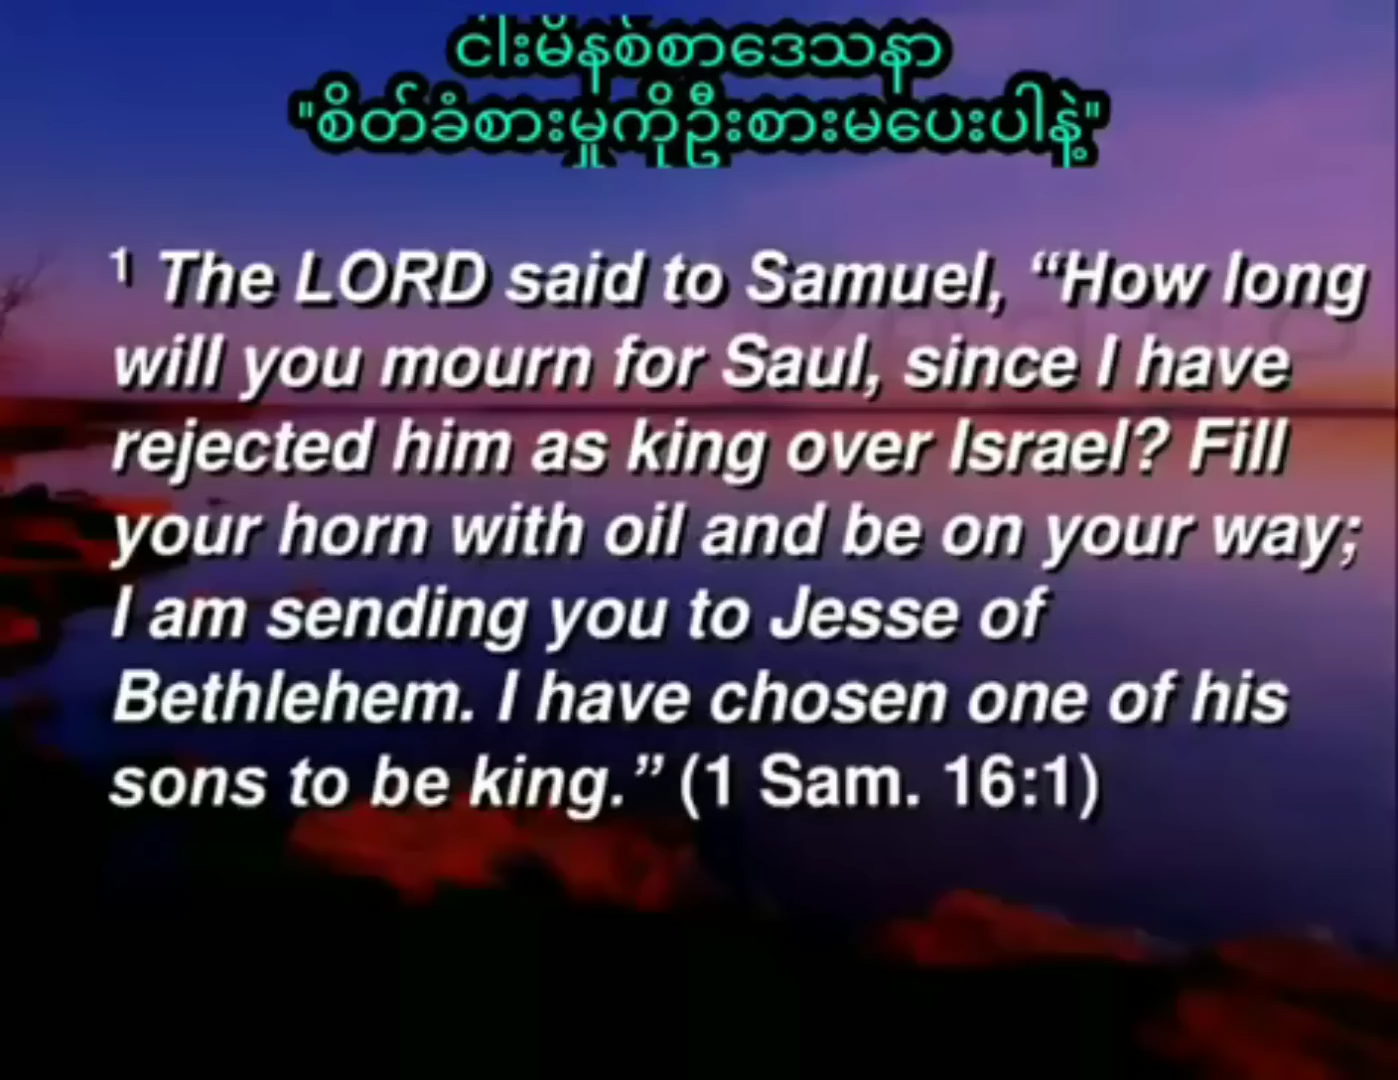 ငါးမိနစ်စာဒေသနာ
"စိတ်ခံစားမှုကိုဦးစားမပေးပါနဲ့"
¹ The LORD said to Samuel, “How long
will you mourn for Saul, since I have
rejected him as king over Israel? Fill
your horn with oil and be on your way;
I am sending you to Jesse of
Bethlehem. I have chosen one of his
sons to be king.” (1 Sam. 16:1)